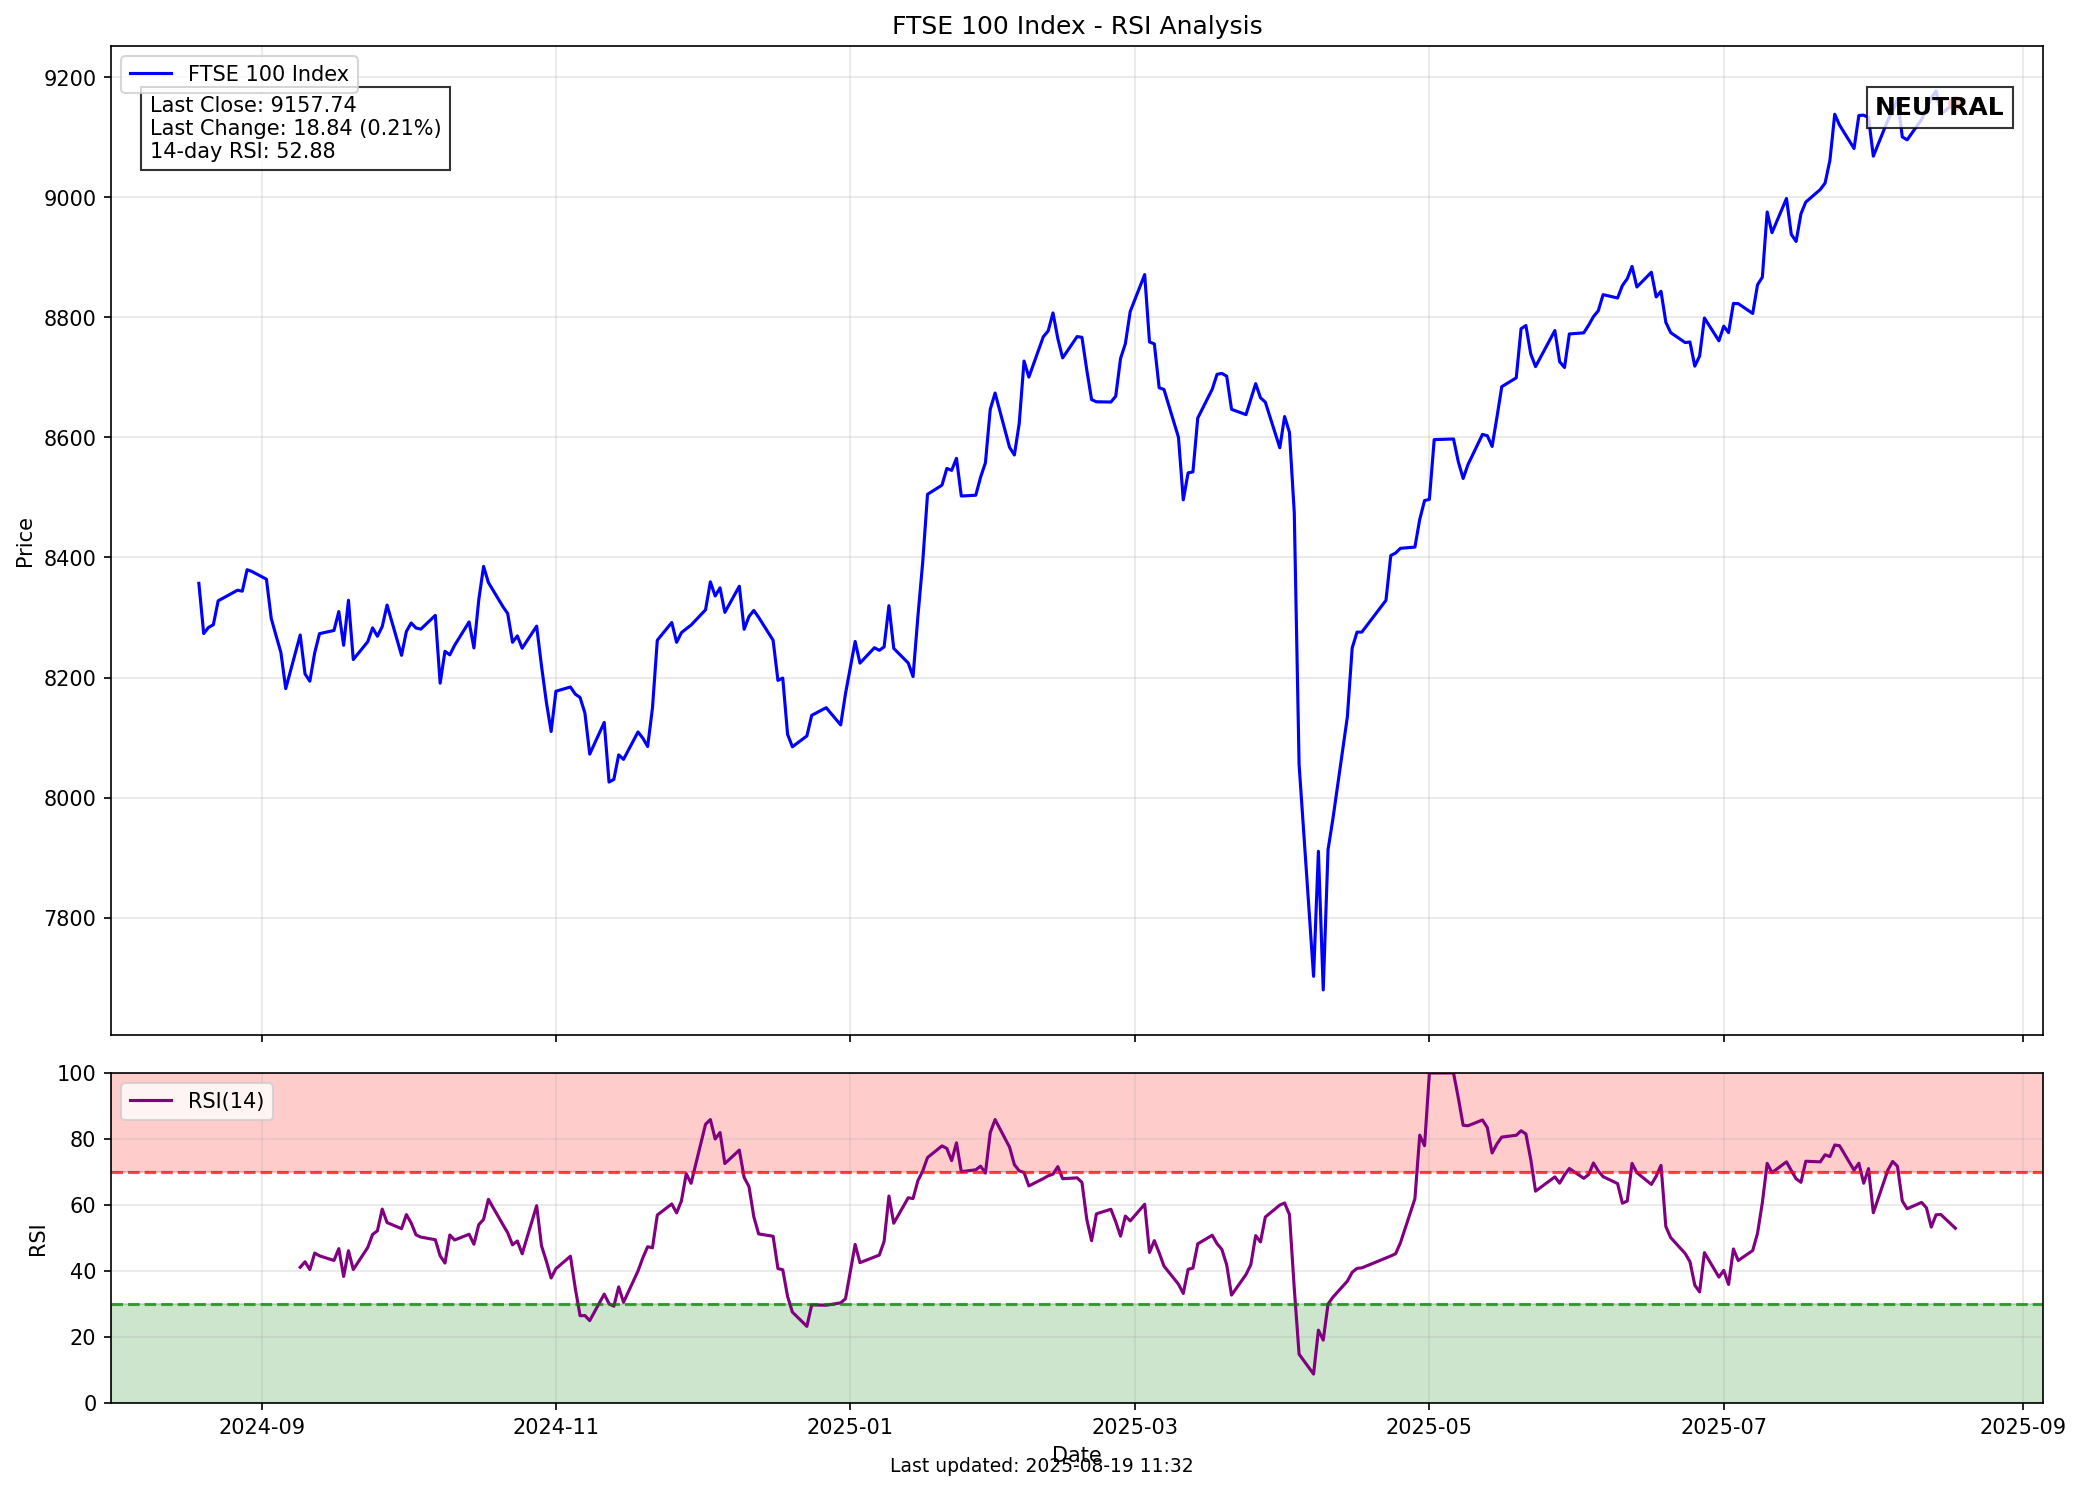 FTSE 100 Index - RSI Analysis
FTSE 100 Index
Last Close: 9157.74
Last Change: 18.84 (0.21%)
14-day RSI: 52.88
NEUTRAL
9200
9000
8800
8600
8400
8200
8000
7800
Price
RSI(14)
100
80
60
40
20
0
RSI
2024-09
2024-11
2025-01
2025-03
2025-05
2025-07
2025-09
Date
Last updated: 2025-08-19 11:32